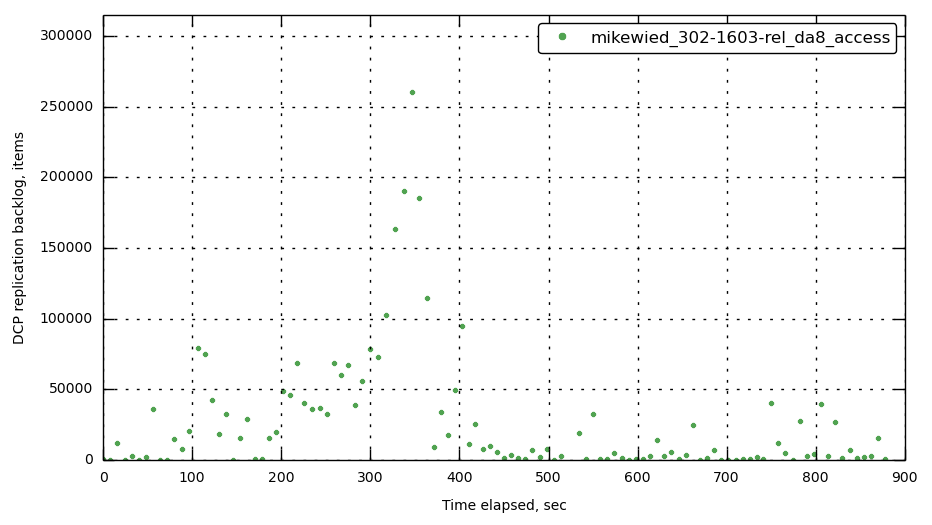 300000
250000
200000
150000
100000
50000
0
DCP replication backlog, items
mikewied_302-1603-rel_da8_access
0 100 200 300 400 500 600 700 800 900
Time elapsed, sec